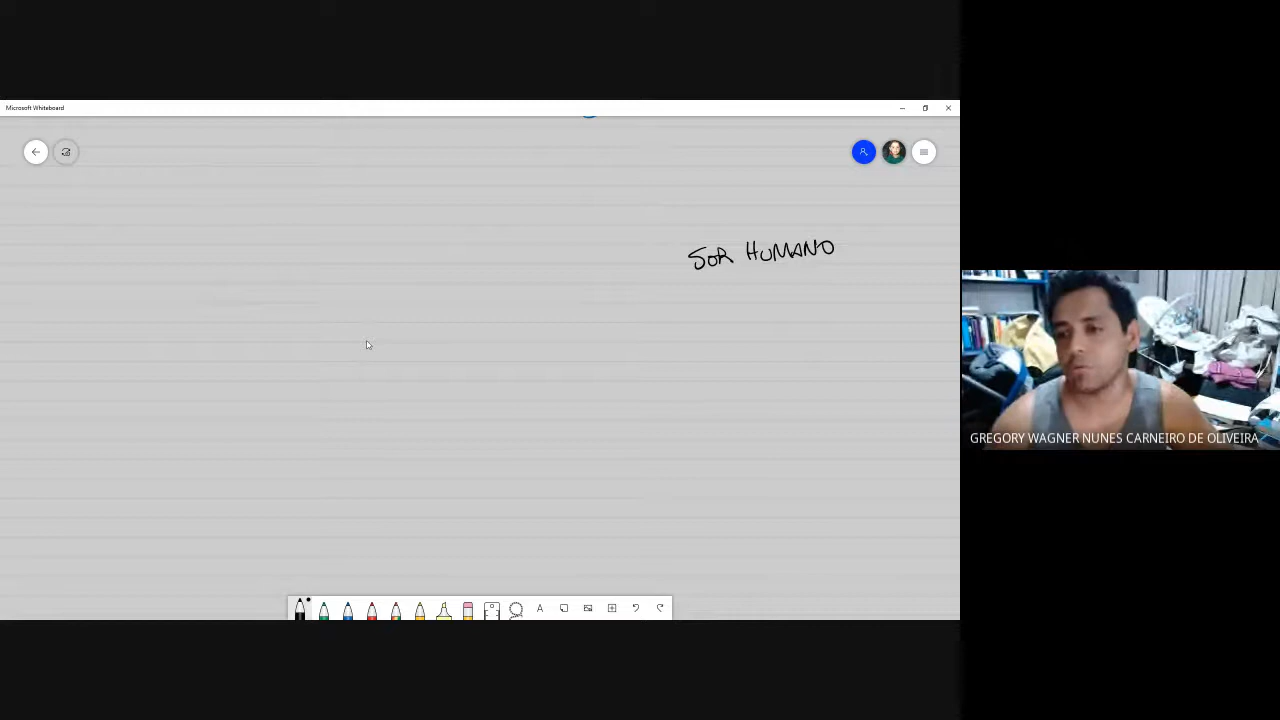 Microsoft Whiteboard
SOR HUMANO
A
GREGORY WAGNER NUNES CARNEIRO DE OLIVEIRA